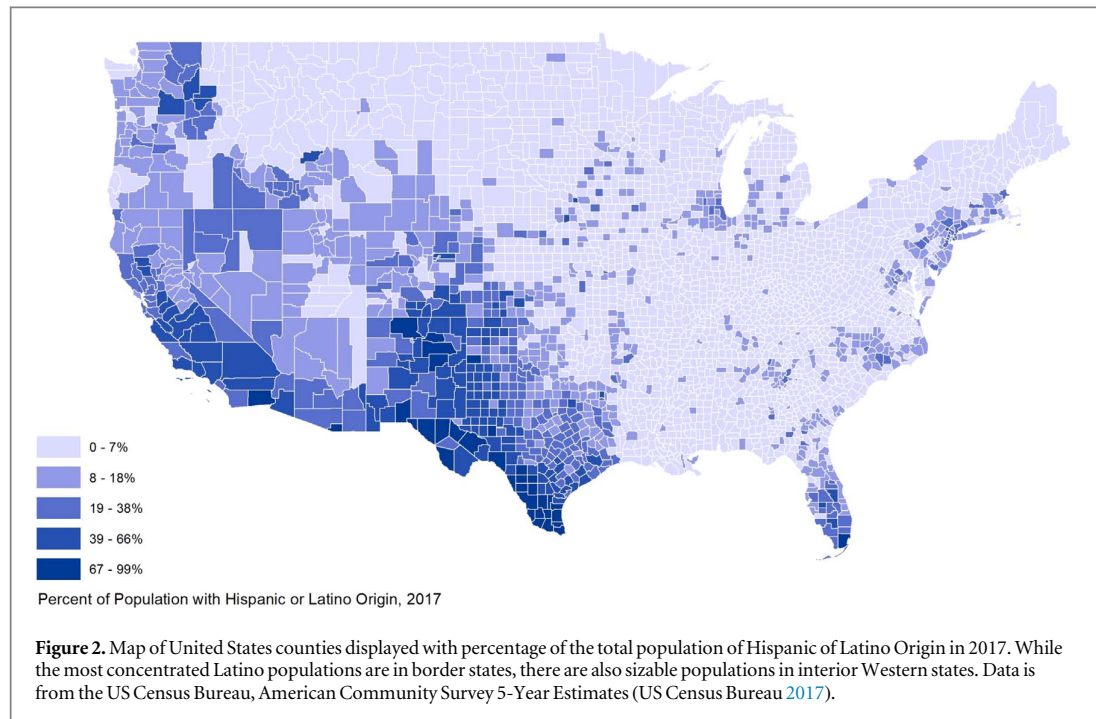 0 - 7%
8 - 18%
19 - 38%
39 - 66%
67 - 99%
Percent of Population with Hispanic or Latino Origin, 2017
Figure 2. Map of United States counties displayed with percentage of the total population of Hispanic of Latino Origin in 2017. While
the most concentrated Latino populations are in border states, there are also sizable populations in interior Western states. Data is
from the US Census Bureau, American Community Survey 5-Year Estimates (US Census Bureau 2017).